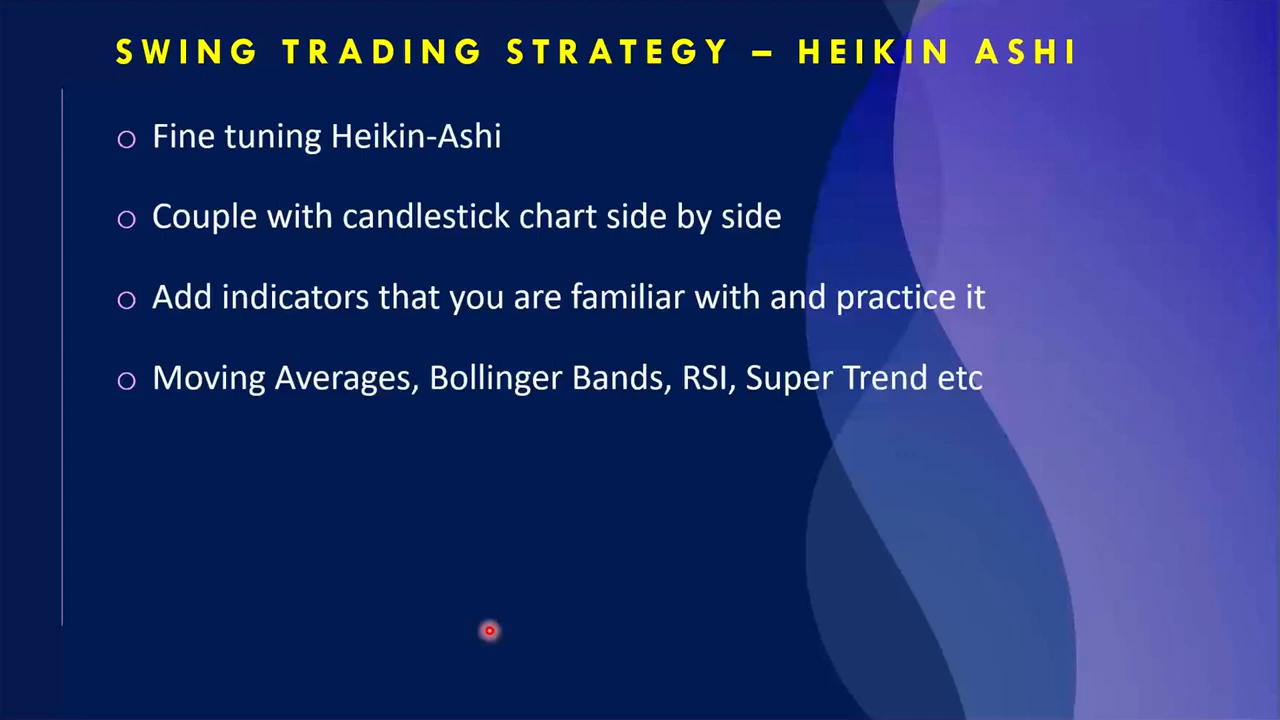 SWING TRADING STRATEGY – HEIKIN ASHI
Fine tuning Heikin-Ashi
Couple with candlestick chart side by side
Add indicators that you are familiar with and practice it
Moving Averages, Bollinger Bands, RSI, Super Trend etc